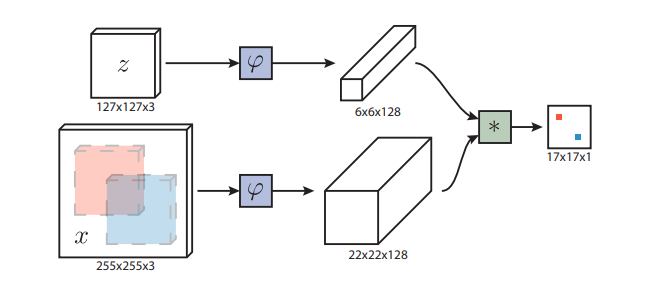 z
φ
127x127x3
6x6x128
*
17x17x1
x
φ
255x255x3
22x22x128